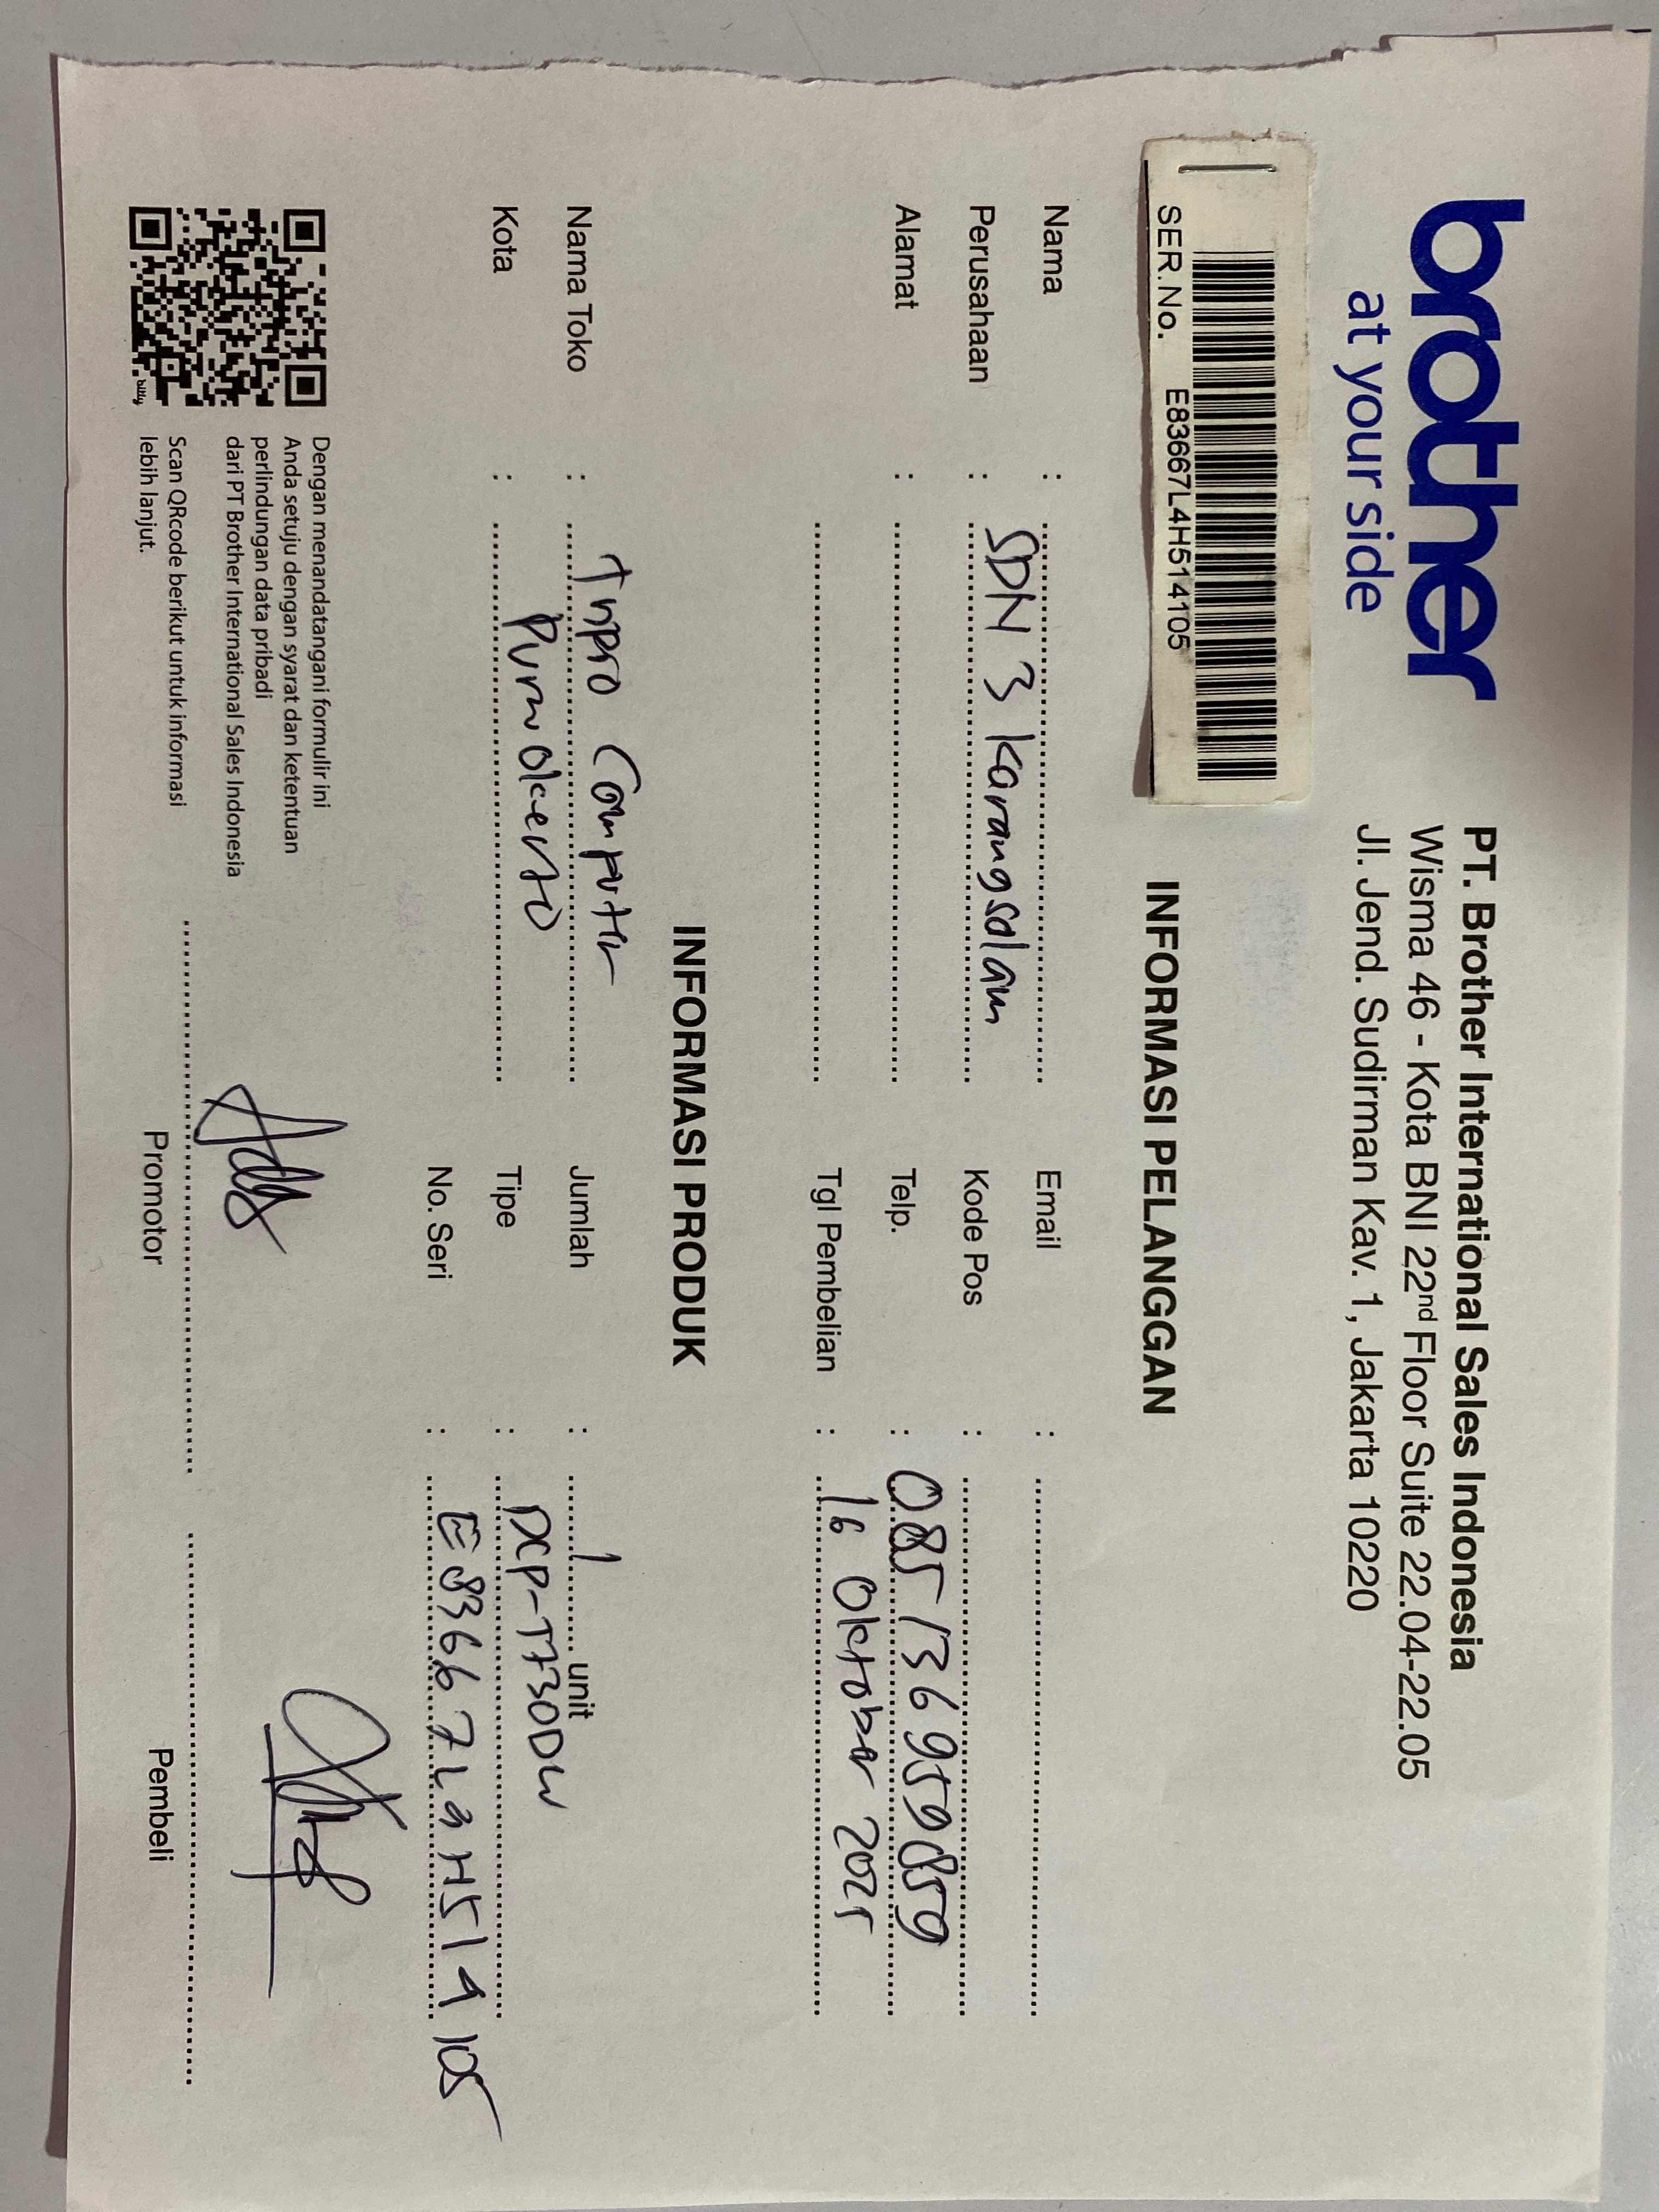 brother
at your side
PT. Brother International Sales Indonesia
Wisma 46 - Kota BNI 22nd Floor Suite 22.04-22.05
Jl. Jend. Sudirman Kav. 1, Jakarta 10220
SER. No. E83667L4H514105
INFORMASI PELANGGAN
Nama :
Perusahaan : SDN 3 Karangsalam
Alamat :
Email :
Kode Pos :
Telp. : 085 1369590859
Tgl Pembelian : 16 Oktober 2025
INFORMASI PRODUK
Nama Toko : Inpro Computer
Kota : Purwokerto
Jumlah : 1 unit
Tipe : DCP-T730DW
No. Seri : E83667L4H514105
Dengan menandatangani formulir ini
Anda setuju dengan syarat dan ketentuan
perlindungan data pribadi
dari PT Brother International Sales Indonesia
Scan QRcode berikut untuk informasi
lebih lanjut.
bitly
Promotor
Pembeli